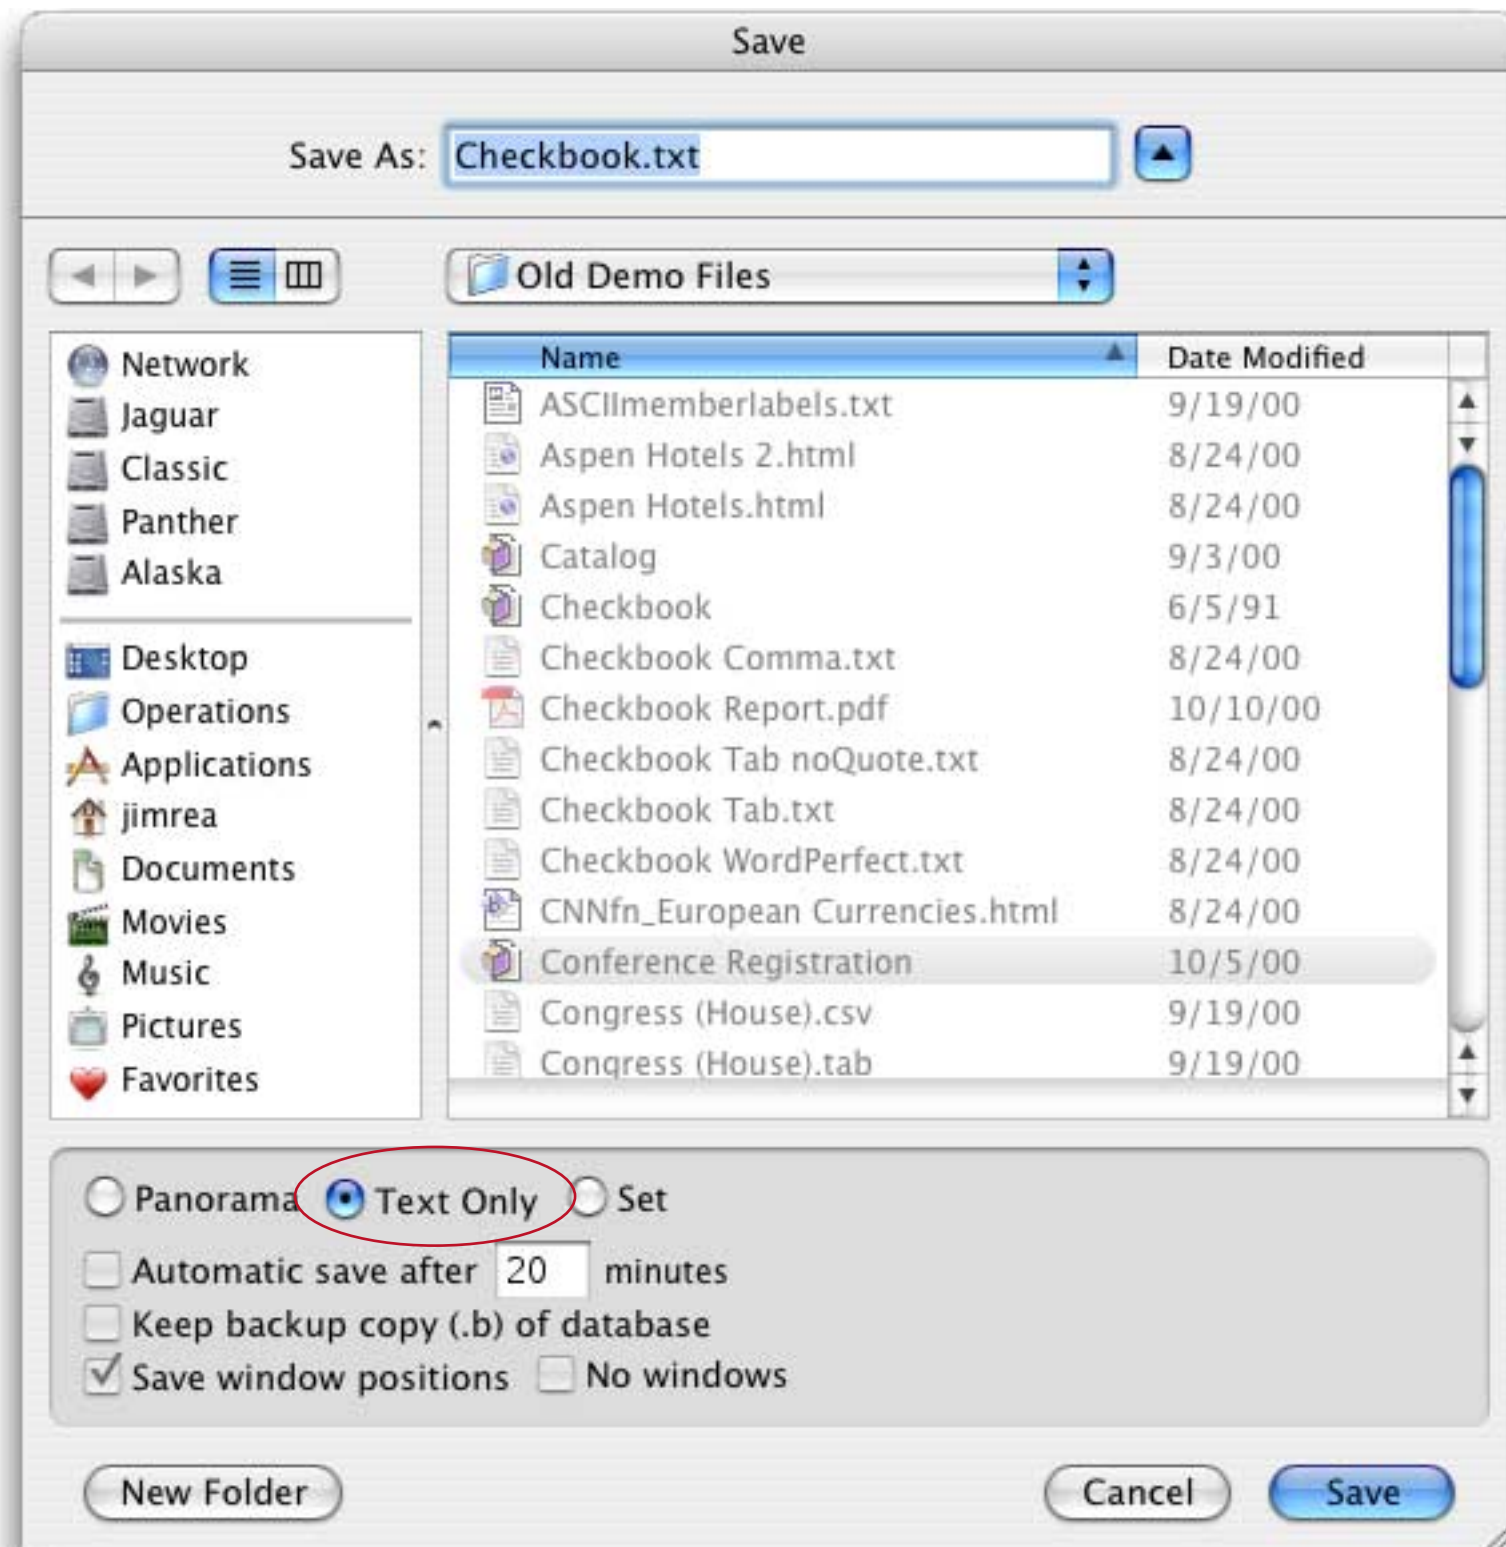 Save
Save As: Checkbook.txt
Old Demo Files
Network
Jaguar
Classic
Panther
Alaska
Desktop
Operations
Applications
jimrea
Documents
Movies
Music
Pictures
Favorites
Name Date Modified
ASCIImemberlabels.txt 9/19/00
Aspen Hotels 2.html 8/24/00
Aspen Hotels.html 8/24/00
Catalog 9/3/00
Checkbook 6/5/91
Checkbook Comma.txt 8/24/00
Checkbook Report.pdf 10/10/00
Checkbook Tab noQuote.txt 8/24/00
Checkbook Tab.txt 8/24/00
Checkbook WordPerfect.txt 8/24/00
CNNfn_European Currencies.html 8/24/00
Conference Registration 10/5/00
Congress (House).csv 9/19/00
Congress (House).tab 9/19/00
Panorama Text Only Set
Automatic save after 20 minutes
Keep backup copy (.b) of database
Save window positions No windows
New Folder Cancel Save